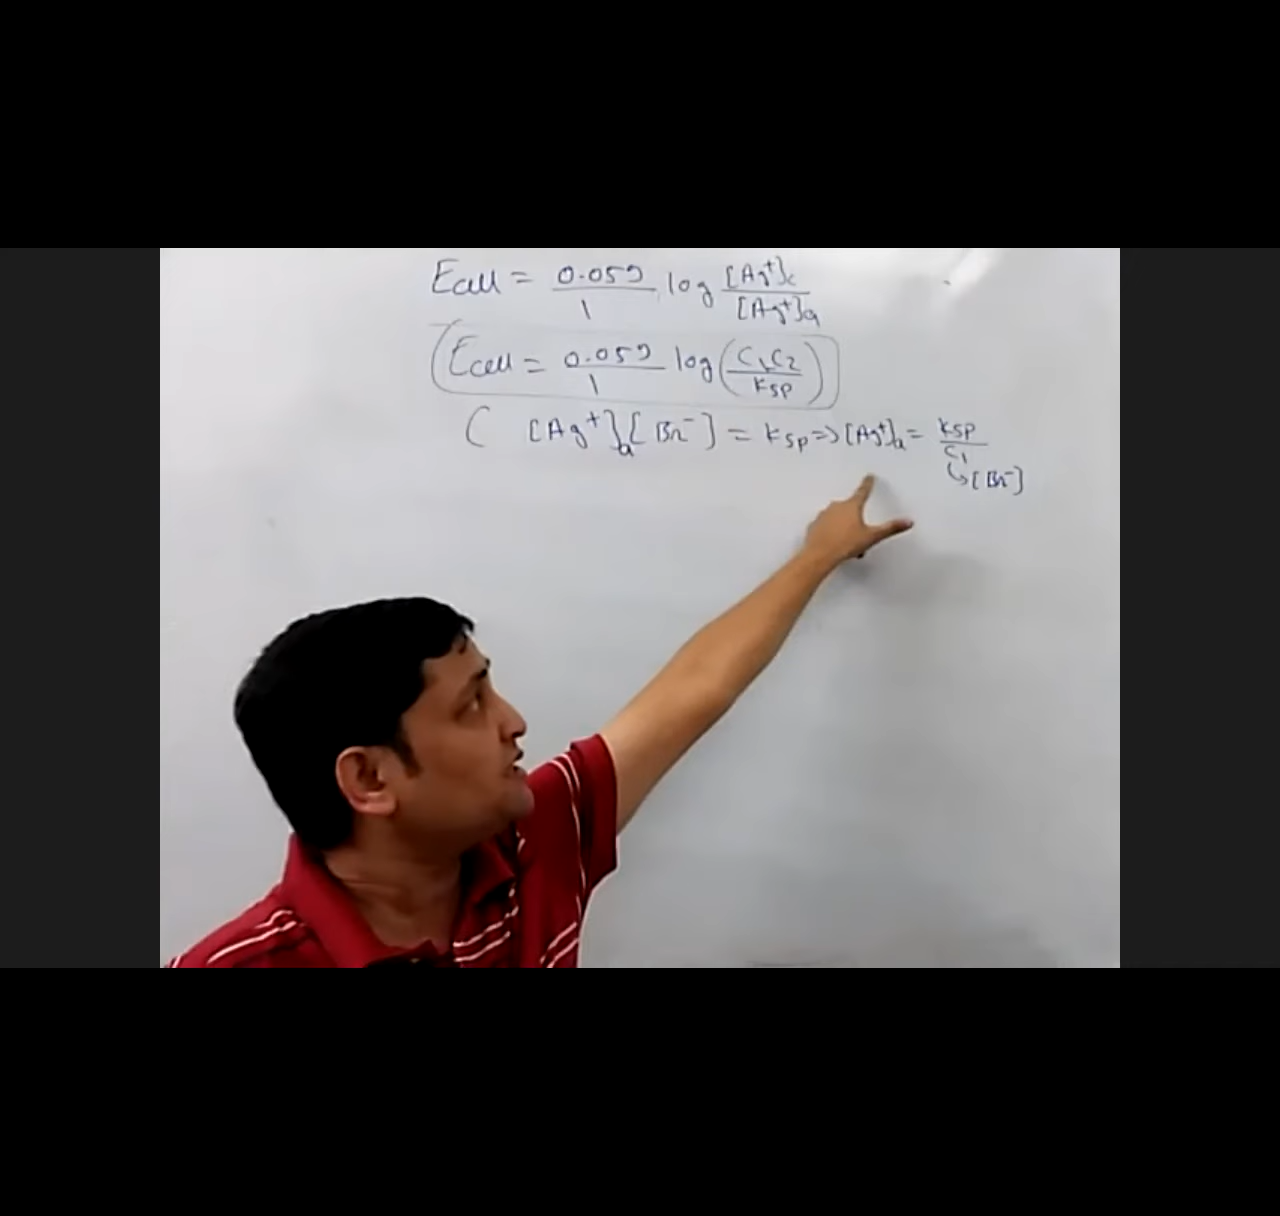 Ecell = 0.059/1 log [Ag⁺]c/[Ag⁺]a
Ecell = 0.059/1 log (C₁C₂/Ksp)
( [Ag⁺]a [Br⁻] = Ksp ⇒ [Ag⁺]a = Ksp/C₁
↳ [Br⁻]